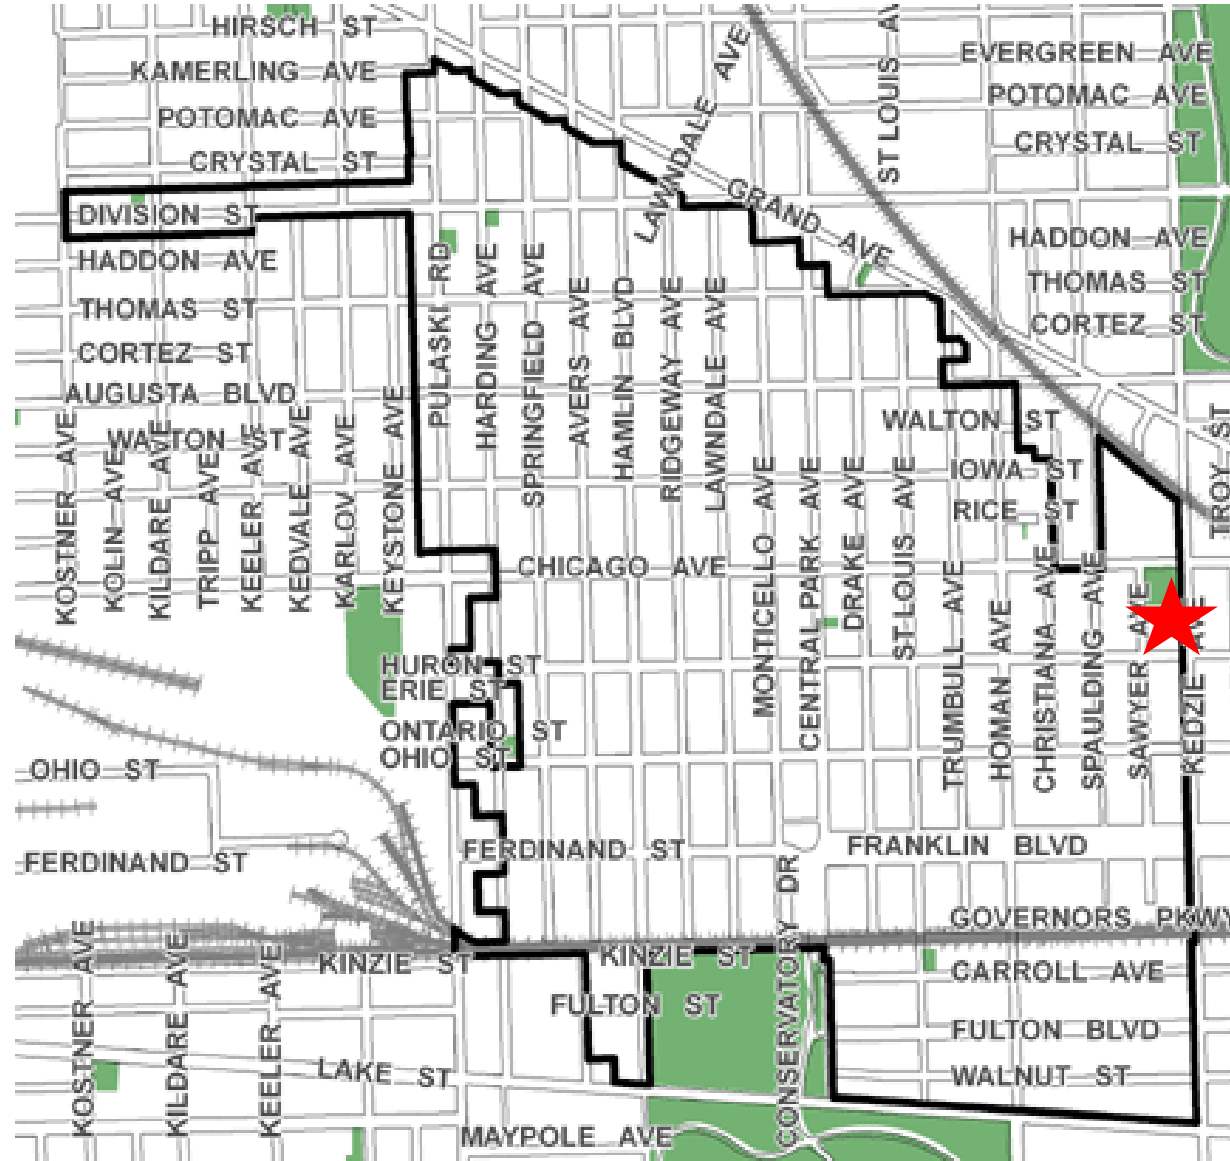 HIRSCH ST
KAMERLING AVE
POTOMAC AVE
CRYSTAL ST
DIVISION ST
HADDON AVE
THOMAS ST
CORTEZ ST
AUGUSTA BLVD
WALTON ST
KOSTNER AVE
KOLIN AVE
KILDARE AVE
TRIPP AVE
KEELER AVE
KEDVALE AVE
KARLOV AVE
KEYSTONE AVE
PULASKI RD
HARDING AVE
SPRINGFIELD AVE
AVERS AVE
HAMLIN BLVD
RIDGEWAY AVE
LAWNDALE AVE
LAWNDALE AVE
GRAND AVE
ST LOUIS AV
EVERGREEN AVE
POTOMAC AVE
CRYSTAL ST
HADDON AVE
THOMAS ST
CORTEZ ST
WALTON ST
IOWA ST
RICE ST
TROY ST
CHICAGO AVE
MONTICELLO AVE
CENTRAL PARK AVE
DRAKE AVE
ST LOUIS AVE
TRUMBULL AVE
HOMAN AVE
CHRISTIANA AVE
SPAULDING AVE
SAWYER AVE
KEDZIE AVE
HURON ST
ERIE ST
ONTARIO ST
OHIO ST
OHIO ST
FERDINAND ST
FERDINAND ST
FRANKLIN BLVD
GOVERNORS PKWY
KINZIE ST
KINZIE ST
CARROLL AVE
FULTON ST
FULTON BLVD
WALNUT ST
LAKE ST
MAYPOLE AVE
KOSTNER AVE
KILDARE AVE
KEELER AVE
CONSERVATORY DR